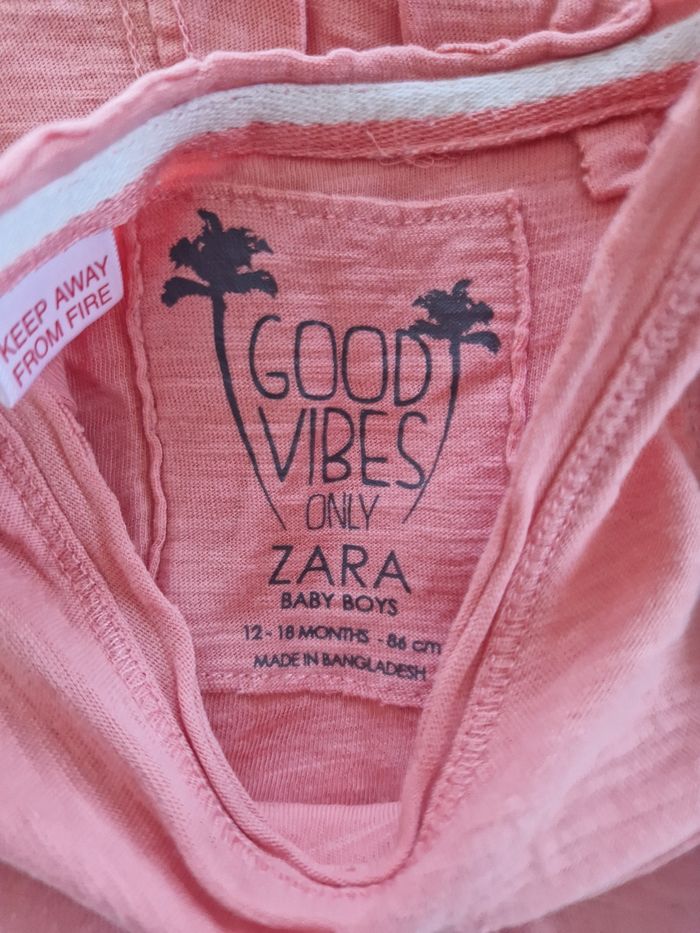 KEEP AWAY
FROM FIRE
GOOD
VIBES
ONLY
ZARA
BABY BOYS
12 - 18 MONTHS - 86 cm
MADE IN BANGLADESH